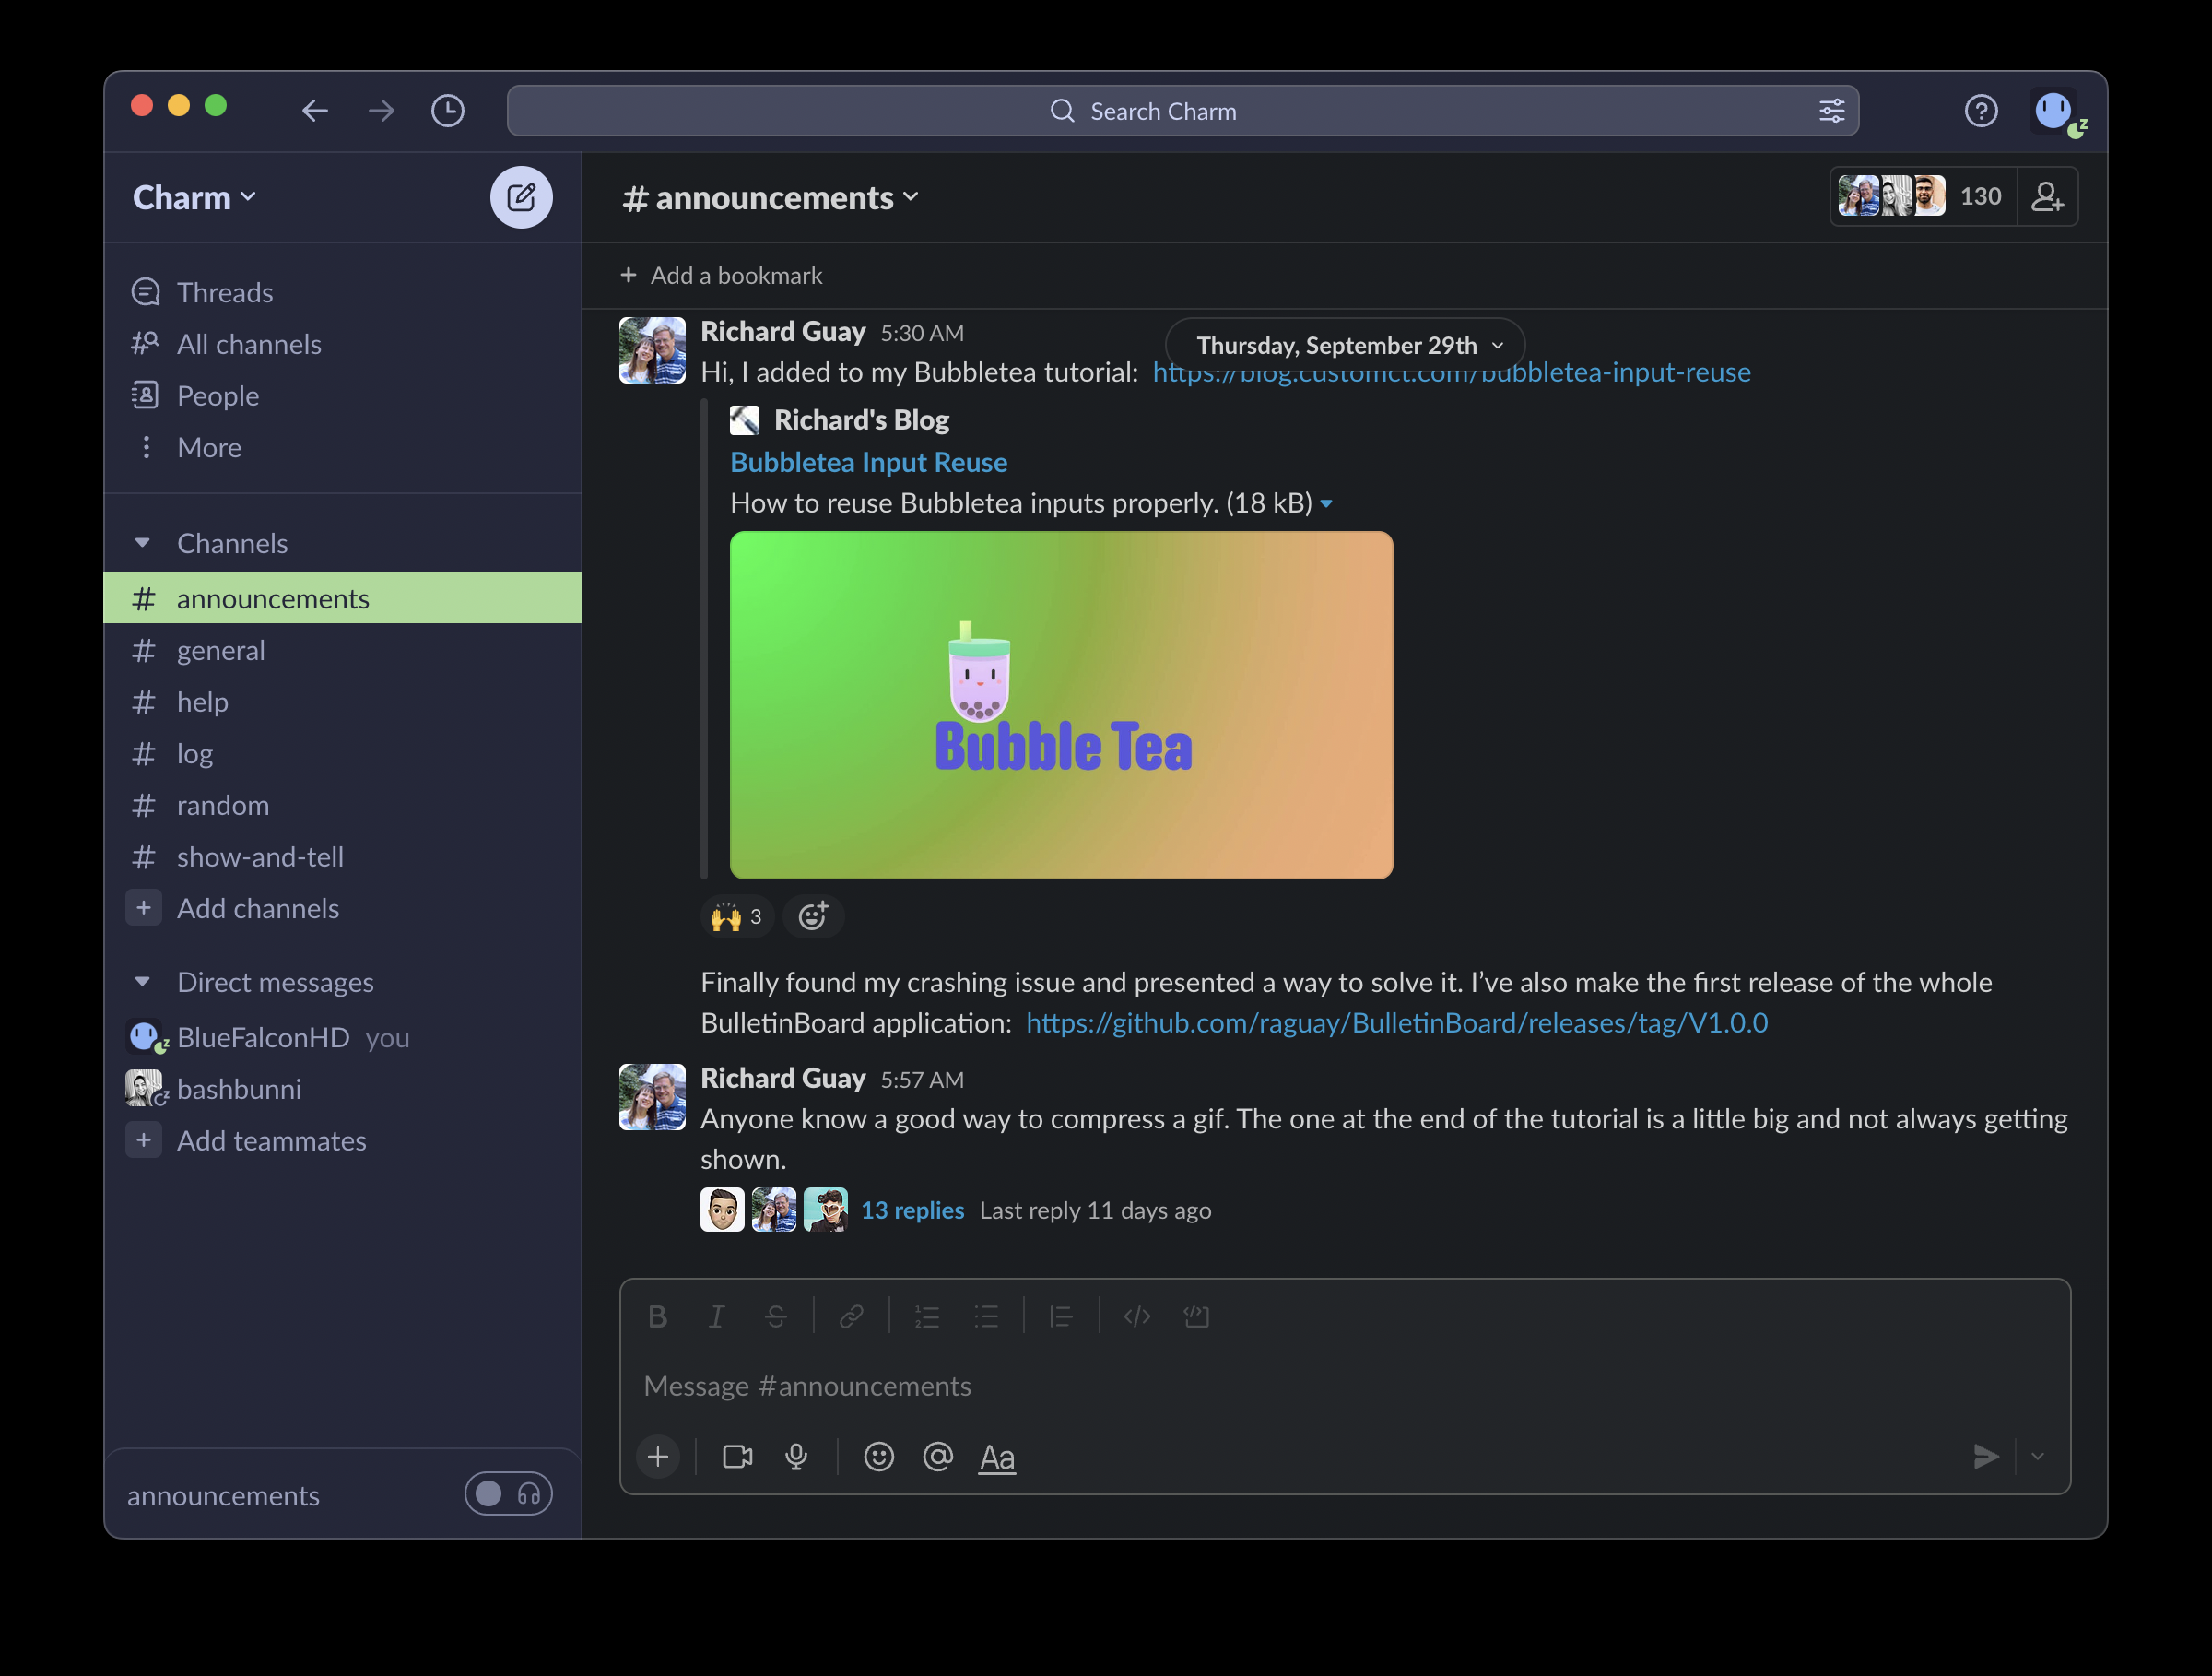 Search Charm
Charm
# announcements
130
Add a bookmark
Threads
All channels
People
More
Channels
# announcements
# general
# help
# log
# random
# show-and-tell
+ Add channels
Direct messages
BlueFalconHD you
bashbunni
+ Add teammates
announcements
Thursday, September 29th
Richard Guay 5:30 AM
Hi, I added to my Bubbletea tutorial: https://blog.customct.com/bubbletea-input-reuse
Richard's Blog
Bubbletea Input Reuse
How to reuse Bubbletea inputs properly. (18 kB)
Bubble Tea
3
Finally found my crashing issue and presented a way to solve it. I’ve also make the first release of the whole
BulletinBoard application: https://github.com/raguay/BulletinBoard/releases/tag/V1.0.0
Richard Guay 5:57 AM
Anyone know a good way to compress a gif. The one at the end of the tutorial is a little big and not always getting
shown.
13 replies Last reply 11 days ago
B I S
Message #announcements
Aa